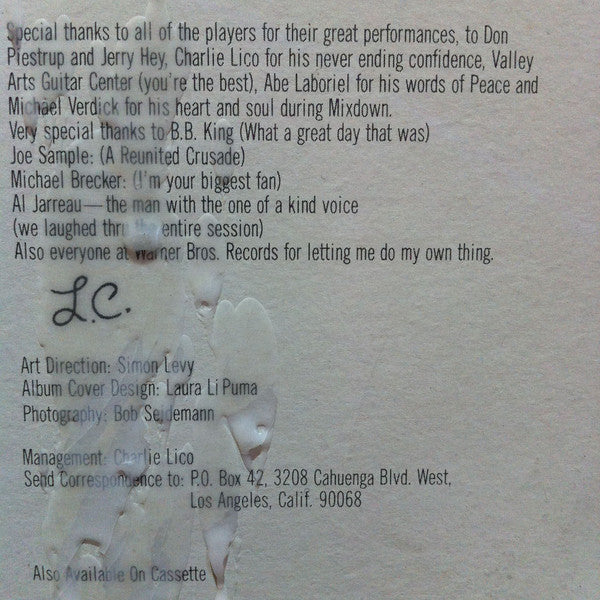 Special thanks to all of the players for their great performances, to Don
Piestrup and Jerry Hey, Charlie Lico for his never ending confidence, Valley
Arts Guitar Center (you're the best), Abe Laboriel for his words of Peace and
Michael Verdick for his heart and soul during Mixdown.
Very special thanks to B.B. King (What a great day that was)
Joe Sample: (A Reunited Crusade)
Michael Brecker: (I'm your biggest fan)
Al Jarreau—the man with the one of a kind voice
(we laughed thru the entire session)
Also everyone at Warner Bros. Records for letting me do my own thing.
L.C.
Art Direction: Simon Levy
Album Cover Design: Laura Li Puma
Photography: Bob Seidemann
Management: Charlie Lico
Send Correspondence to: P.O. Box 42, 3208 Cahuenga Blvd. West,
Los Angeles, Calif. 90068
Also Available On Cassette